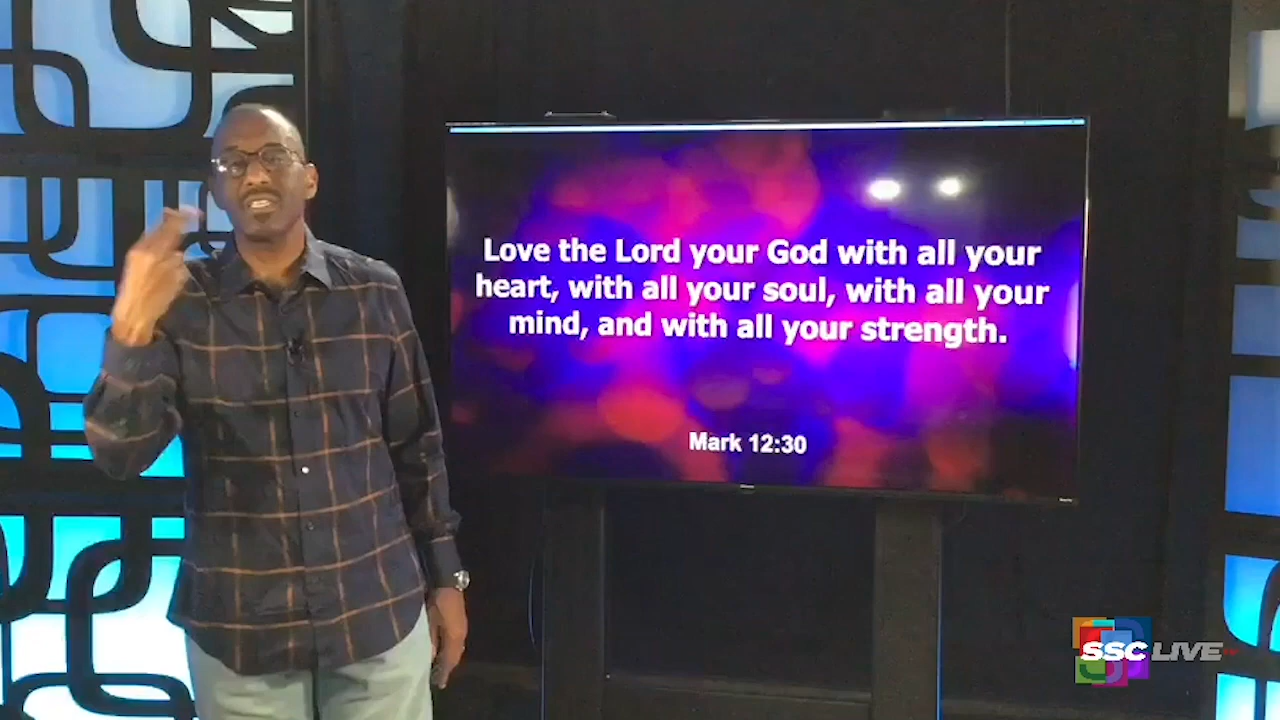 Love the Lord your God with all your
heart, with all your soul, with all your
mind, and with all your strength.
Mark 12:30
SSC LIVE